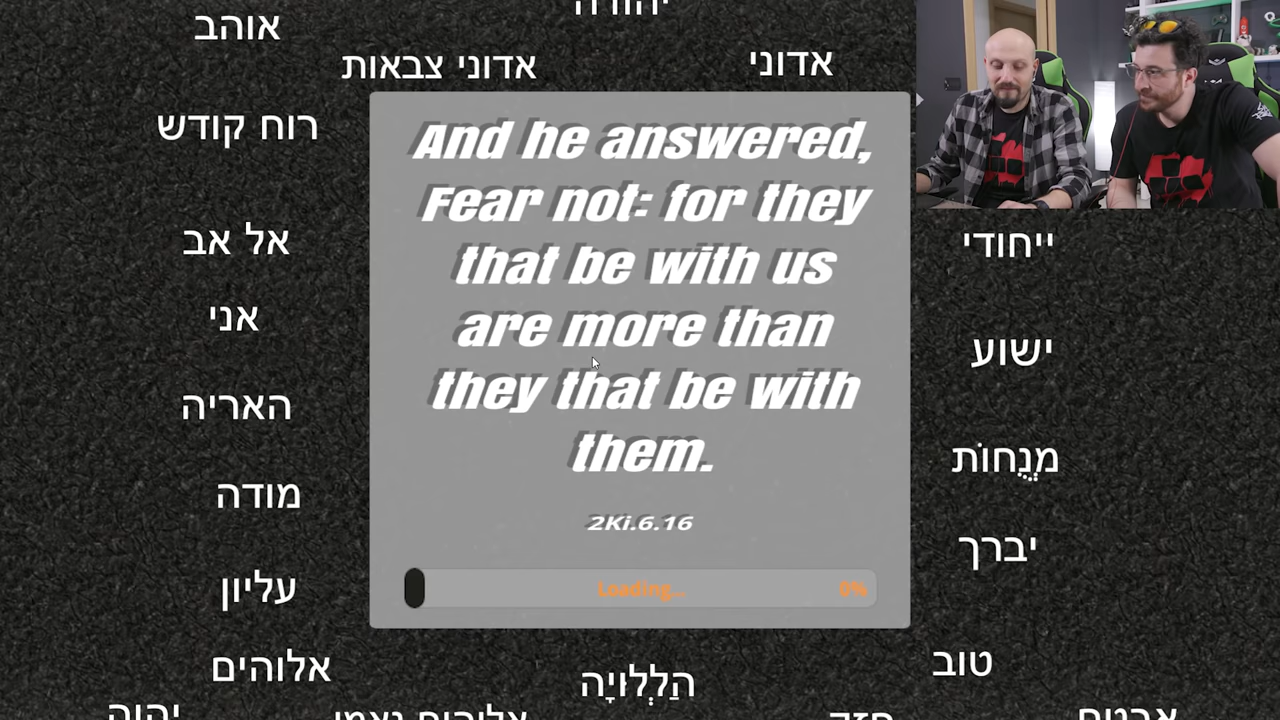 יהודה
אוהב
אדוני צבאות
אדוני
רוח קודש
And he answered,
Fear not: for they
that be with us
are more than
they that be with
them.
2Ki.6.16
Loading...
0%
אל אב
אני
האריה
מודה
עליון
אלוהים
ייחודי
ישוע
יברך
הַלְלוּיָה
טוב
יהוה